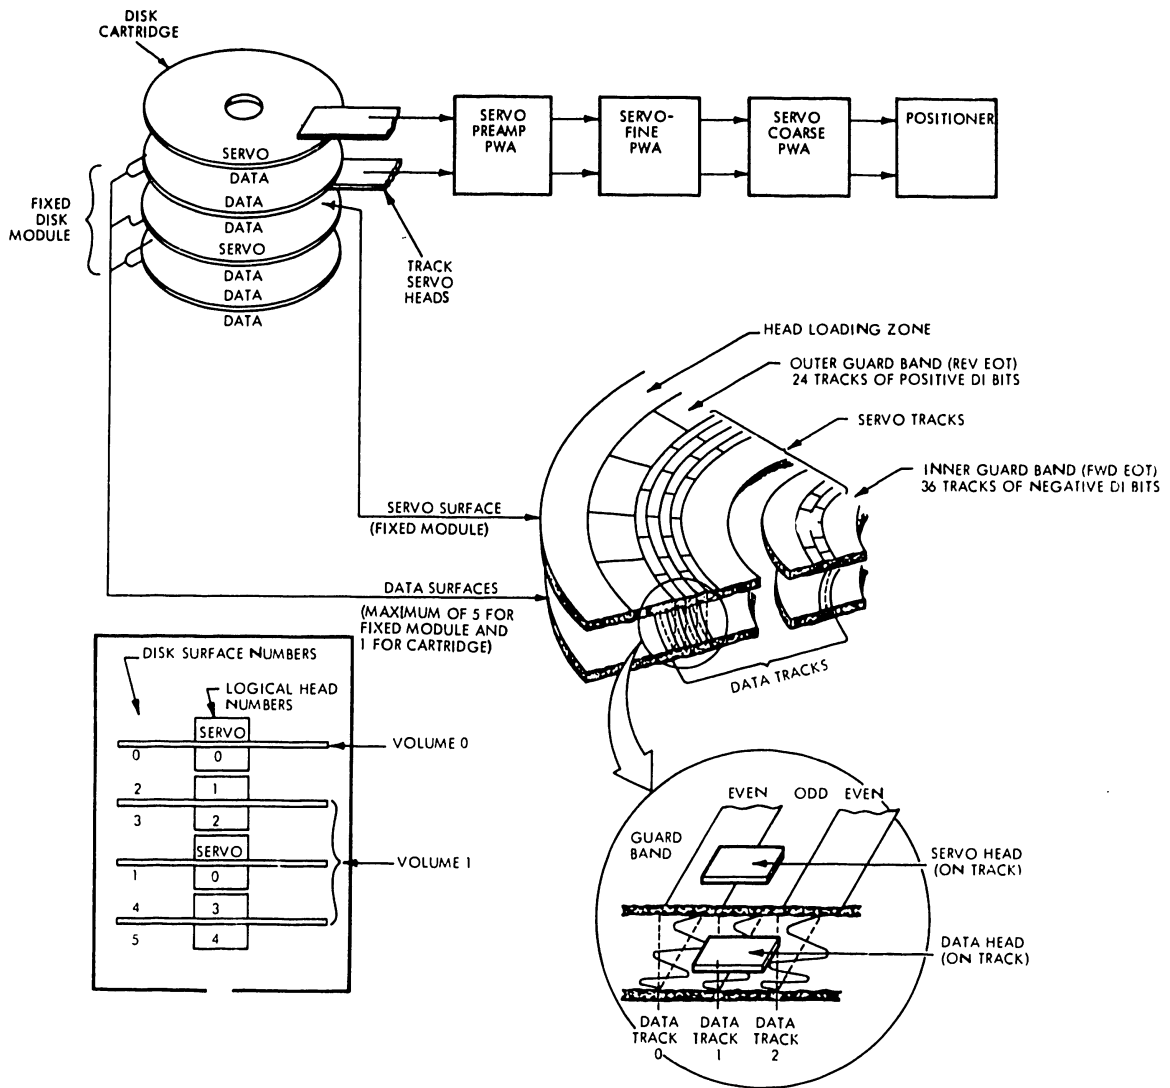 DISK
CARTRIDGE
SERVO
PREAMP
PWA
SERVO-
FINE
PWA
SERVO
COARSE
PWA
POSITIONER
SERVO
DATA
DATA
DATA
SERVO
DATA
DATA
DATA
FIXED
DISK
MODULE
TRACK
SERVO
HEADS
HEAD LOADING ZONE
OUTER GUARD BAND (REV EOT)
24 TRACKS OF POSITIVE DI BITS
SERVO TRACKS
INNER GUARD BAND (FWD EOT)
36 TRACKS OF NEGATIVE DI BITS
SERVO SURFACE
(FIXED MODULE)
DATA SURFACES
(MAXIMUM OF 5 FOR
FIXED MODULE AND
1 FOR CARTRIDGE)
DATA TRACKS
DISK SURFACE NUMBERS
LOGICAL HEAD
NUMBERS
SERVO
0 0
VOLUME 0
2 1
3 2
SERVO
1 0
VOLUME 1
4 3
5 4
EVEN ODD EVEN
GUARD
BAND
SERVO HEAD
(ON TRACK)
DATA HEAD
(ON TRACK)
DATA
TRACK
0
DATA
TRACK
1
DATA
TRACK
2